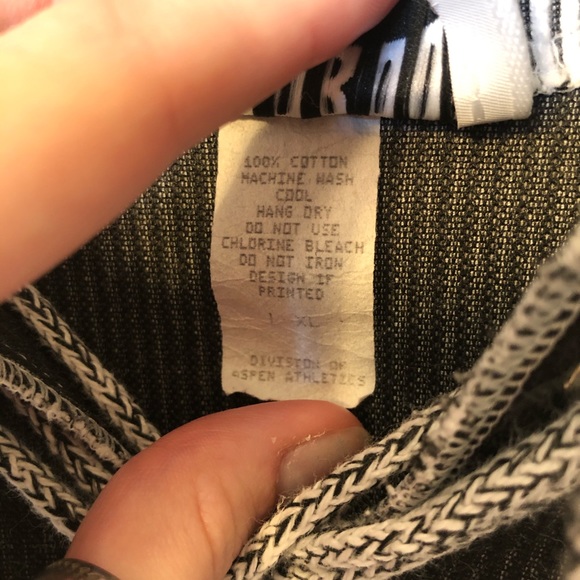 100% COTTON
MACHINE WASH
COOL
HANG DRY
DO NOT USE
CHLORINE BLEACH
DO NOT IRON
DESIGN IF
PRINTED
1 XL
DIVISION OF
ASPEN ATHLETICS